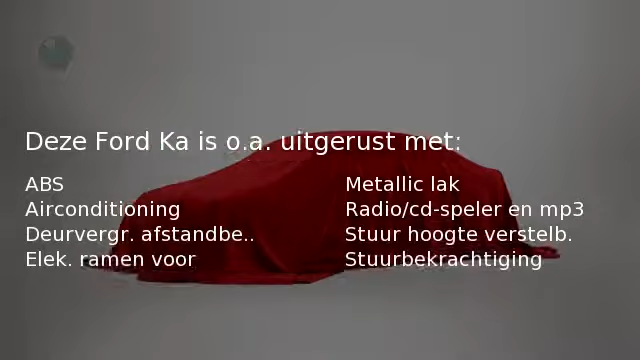 Deze Ford Ka is o.a. uitgerust met:
ABS
Airconditioning
Deurvergr. afstandbe..
Elek. ramen voor
Metallic lak
Radio/cd-speler en mp3
Stuur hoogte verstelb.
Stuurbekrachtiging